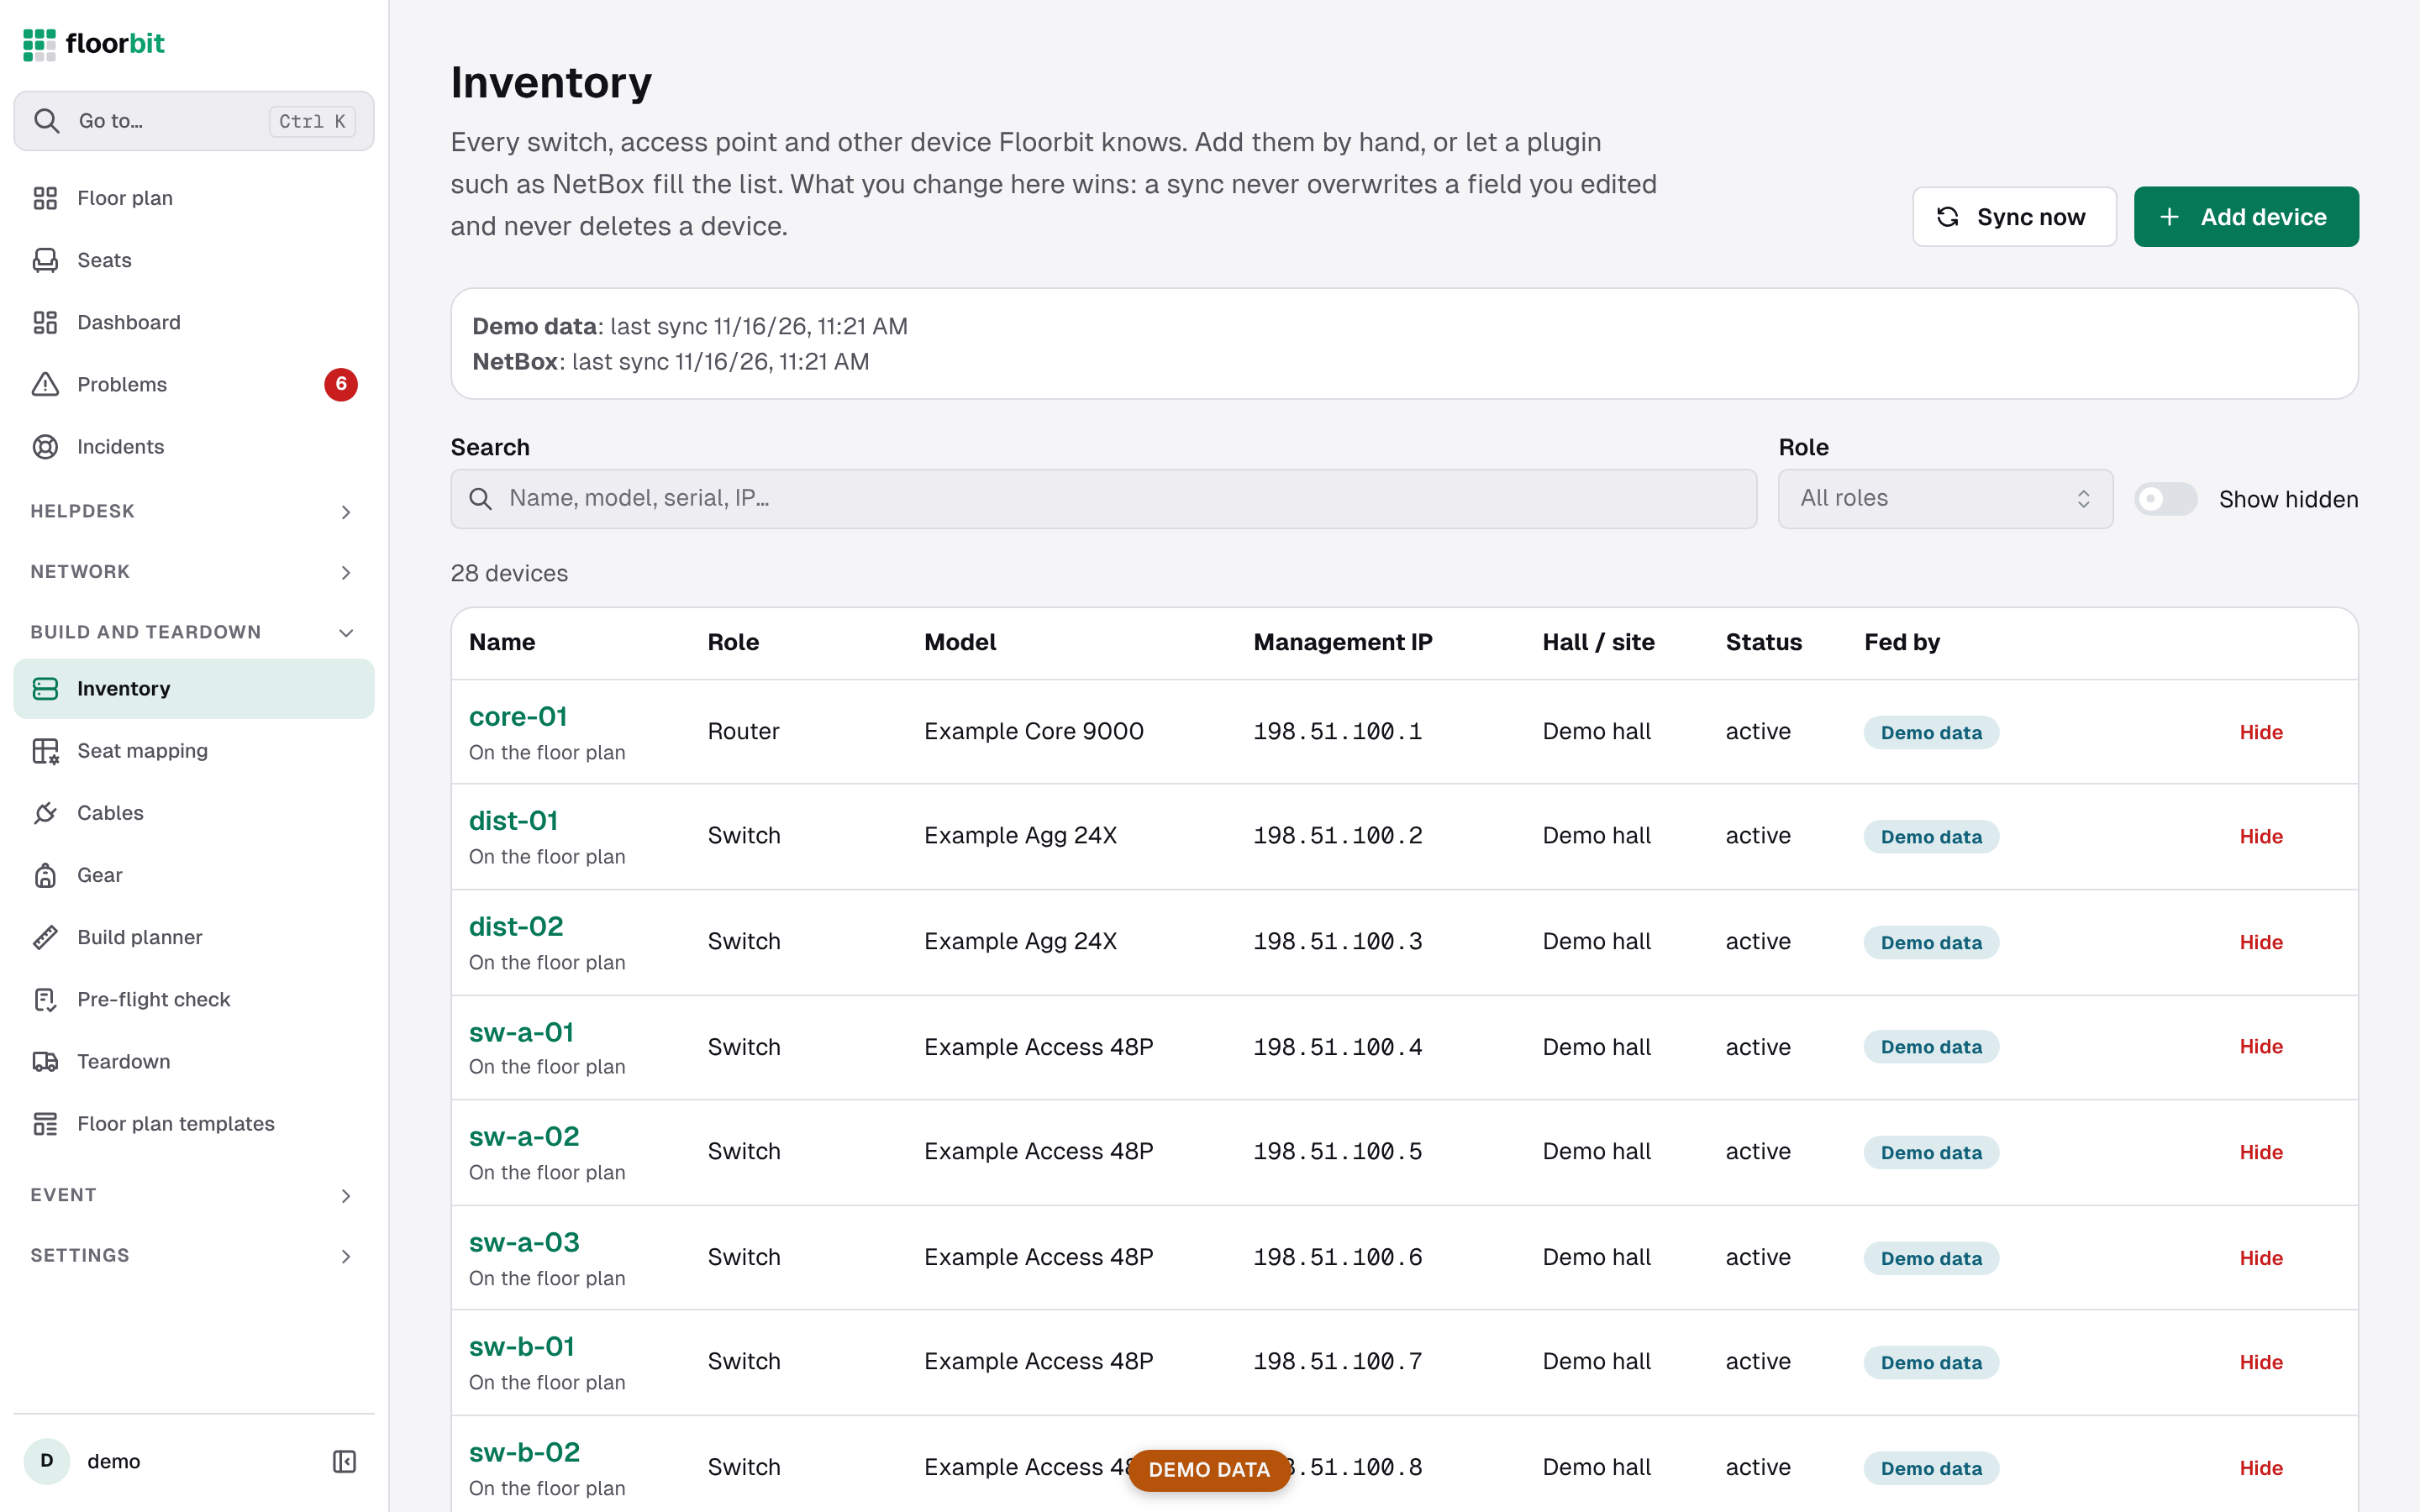 floorbit
Go to... Ctrl K
Floor plan
Seats
Dashboard
Problems 6
Incidents
HELPDESK
NETWORK
BUILD AND TEARDOWN
Inventory
Seat mapping
Cables
Gear
Build planner
Pre-flight check
Teardown
Floor plan templates
EVENT
SETTINGS
D demo
Inventory
Every switch, access point and other device Floorbit knows. Add them by hand, or let a plugin
such as NetBox fill the list. What you change here wins: a sync never overwrites a field you edited
and never deletes a device.
Sync now
Add device
Demo data: last sync 11/16/26, 11:21 AM
NetBox: last sync 11/16/26, 11:21 AM
Search
Name, model, serial, IP...
Role
All roles
Show hidden
28 devices
Name Role Model Management IP Hall / site Status Fed by
core-01 Router Example Core 9000 198.51.100.1 Demo hall active Demo data Hide
On the floor plan
dist-01 Switch Example Agg 24X 198.51.100.2 Demo hall active Demo data Hide
On the floor plan
dist-02 Switch Example Agg 24X 198.51.100.3 Demo hall active Demo data Hide
On the floor plan
sw-a-01 Switch Example Access 48P 198.51.100.4 Demo hall active Demo data Hide
On the floor plan
sw-a-02 Switch Example Access 48P 198.51.100.5 Demo hall active Demo data Hide
On the floor plan
sw-a-03 Switch Example Access 48P 198.51.100.6 Demo hall active Demo data Hide
On the floor plan
sw-b-01 Switch Example Access 48P 198.51.100.7 Demo hall active Demo data Hide
On the floor plan
sw-b-02 Switch Example Access .51.100.8 Demo hall active Demo data Hide
On the floor plan
DEMO DATA